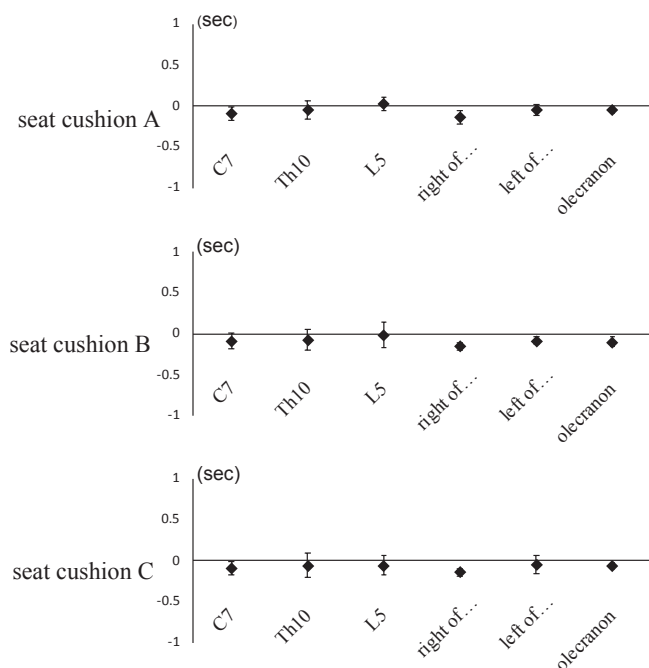 (sec)
1
0.5
0
-0.5
-1
seat cushion A
C7
Th10
L5
right of…
left of…
olecranon
(sec)
1
0.5
0
-0.5
-1
seat cushion B
C7
Th10
L5
right of…
left of…
olecranon
(sec)
1
0.5
0
-0.5
-1
seat cushion C
C7
Th10
L5
right of…
left of…
olecranon